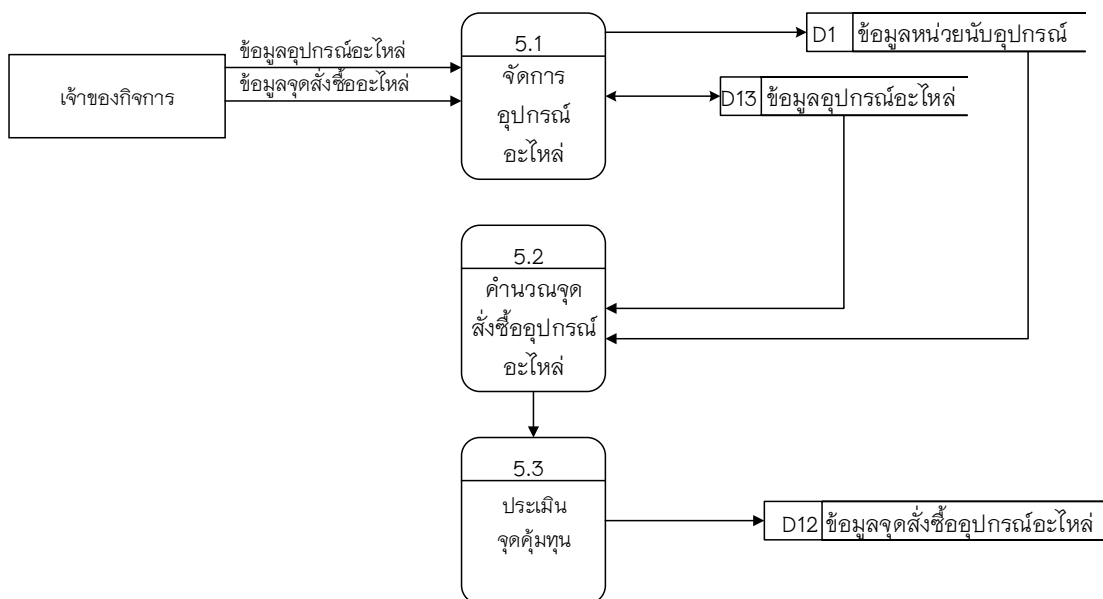 5.1
D1 ข้อมูลหน่วยนับอุปกรณ์
ข้อมูลอุปกรณ์อะไหล่
จัดการ
ข้อมูลจุดสั่งซื้ออะไหล่
เจ้าของกิจการ
D13 ข้อมูลอุปกรณ์อะไหล่
อุปกรณ์
อะไหล่
5.2
คำนวณจุด
สั่งซื้ออุปกรณ์
อะไหล่
5.3
ประเมิน
จุดคุ้มทุน
D12 ข้อมูลจุดสั่งซื้ออุปกรณ์อะไหล่